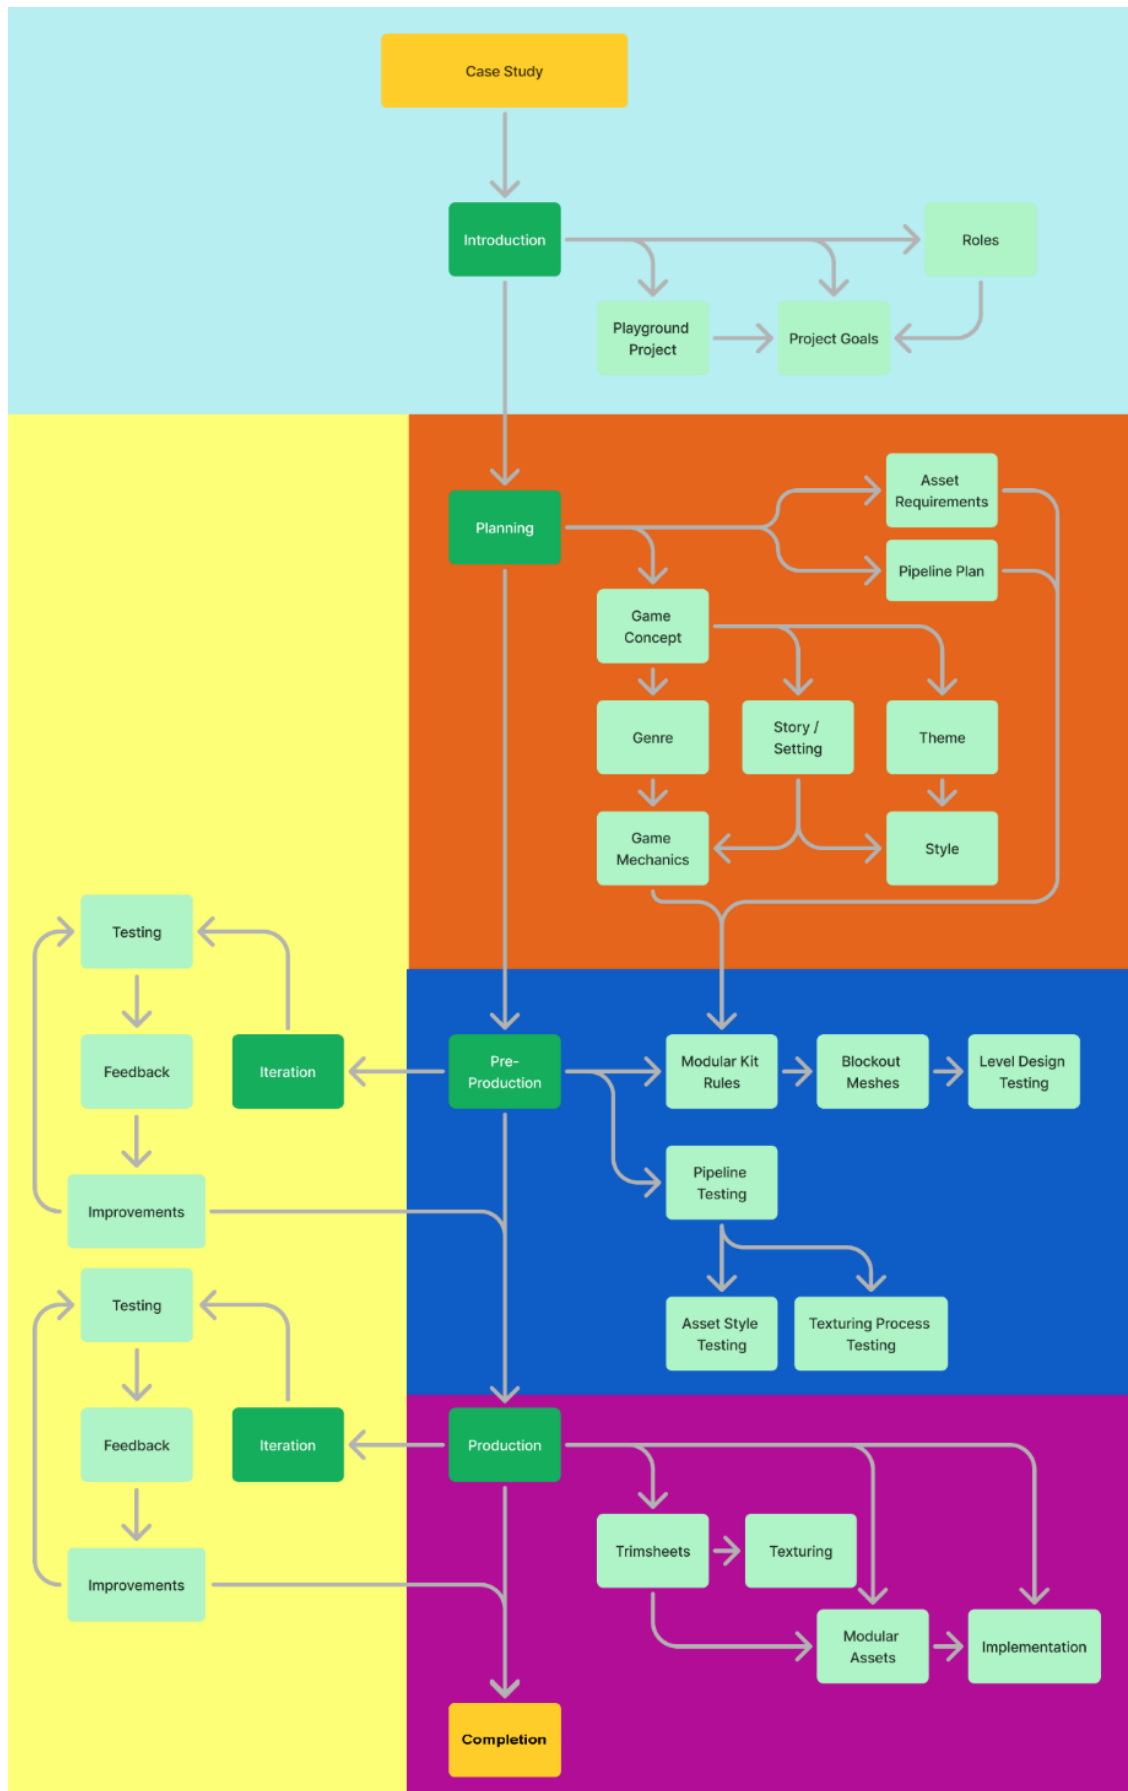 Case Study
Introduction
Roles
Playground
Project
Project Goals
Asset
Requirements
Planning
Pipeline Plan
Game
Concept
Genre
Story /
Setting
Theme
Game
Mechanics
Style
Testing
Feedback
Iteration
Pre-
Production
Modular Kit
Rules
Blockout
Meshes
Level Design
Testing
Pipeline
Testing
Improvements
Testing
Asset Style
Testing
Texturing Process
Testing
Feedback
Iteration
Production
Trimsheets
Texturing
Improvements
Modular
Assets
Implementation
Completion